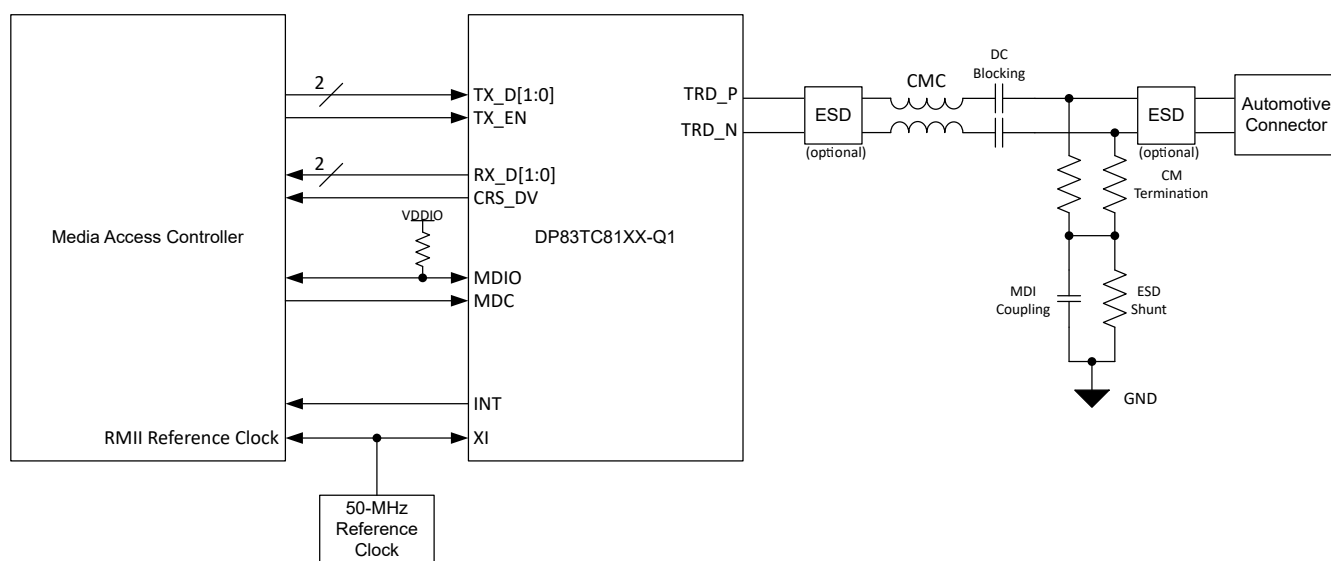 Media Access Controller
RMII Reference Clock
2
2
VDDIO
50-MHz
Reference
Clock
TX_D[1:0]
TX_EN
RX_D[1:0]
CRS_DV
MDIO
MDC
INT
XI
DP83TC81XX-Q1
TRD_P
TRD_N
ESD
(optional)
CMC
DC
Blocking
ESD
(optional)
Automotive
Connector
CM
Termination
MDI
Coupling
ESD
Shunt
GND